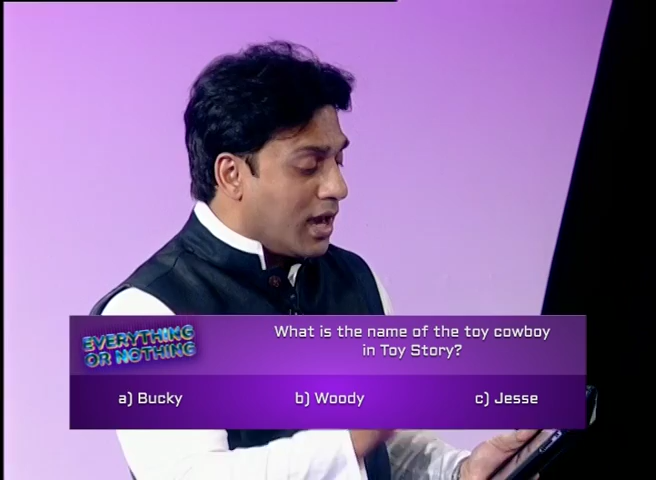 EVERYTHING
OR NOTHING
What is the name of the toy cowboy
in Toy Story?
a) Bucky
b) Woody
c) Jesse